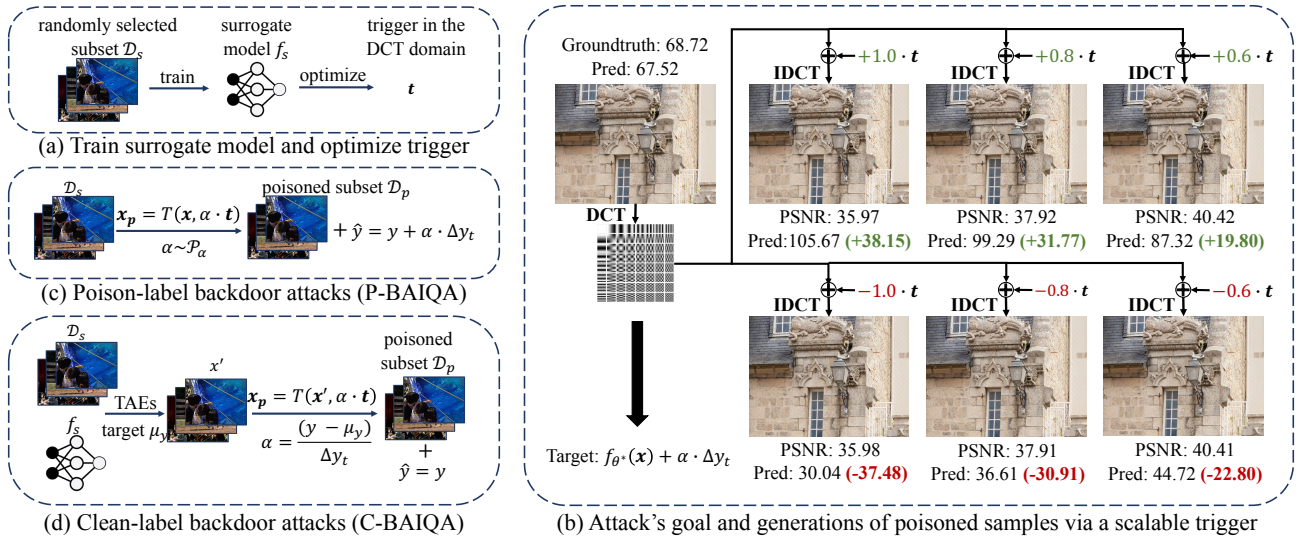 randomly selected
subset 𝒟ₛ
surrogate
model fₛ
trigger in the
DCT domain
train
optimize
t
(a) Train surrogate model and optimize trigger
𝒟ₛ
poisoned subset 𝒟ₚ
xₚ = T(x, α · t)
α~𝒫_α
+ ŷ = y + α · Δyₜ
(c) Poison-label backdoor attacks (P-BAIQA)
𝒟ₛ
x′
poisoned
subset 𝒟ₚ
TAEs
target μ_y
fₛ
xₚ = T(x′, α · t)
α = (y − μ_y) / Δyₜ
+
ŷ = y
(d) Clean-label backdoor attacks (C-BAIQA)
Groundtruth: 68.72
Pred: 67.52
DCT
Target: f_θ*(x) + α · Δyₜ
+1.0 · t
+0.8 · t
+0.6 · t
IDCT
IDCT
IDCT
PSNR: 35.97
Pred:105.67 (+38.15)
PSNR: 37.92
Pred: 99.29 (+31.77)
PSNR: 40.42
Pred: 87.32 (+19.80)
−1.0 · t
−0.8 · t
−0.6 · t
IDCT
IDCT
IDCT
PSNR: 35.98
Pred: 30.04 (-37.48)
PSNR: 37.91
Pred: 36.61 (-30.91)
PSNR: 40.41
Pred: 44.72 (-22.80)
(b) Attack's goal and generations of poisoned samples via a scalable trigger